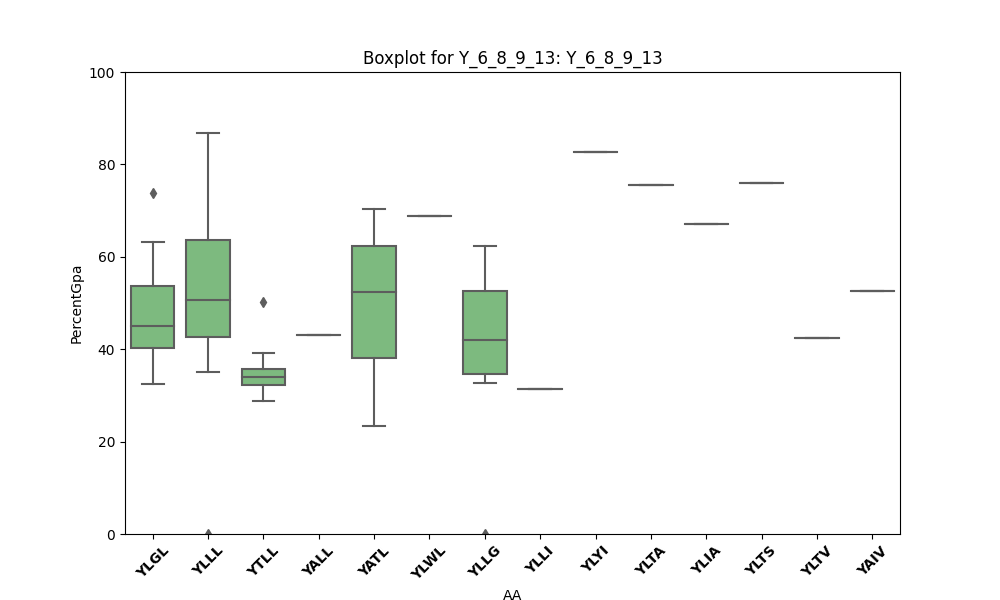 Boxplot for Y_6_8_9_13: Y_6_8_9_13
100
80
60
40
20
0
PercentGpa
YLGL
YLLL
YTLL
YALL
YATL
YLWL
YLLG
YLLI
YLYI
YLTA
YLIA
YLTS
YLTV
YAIV
AA